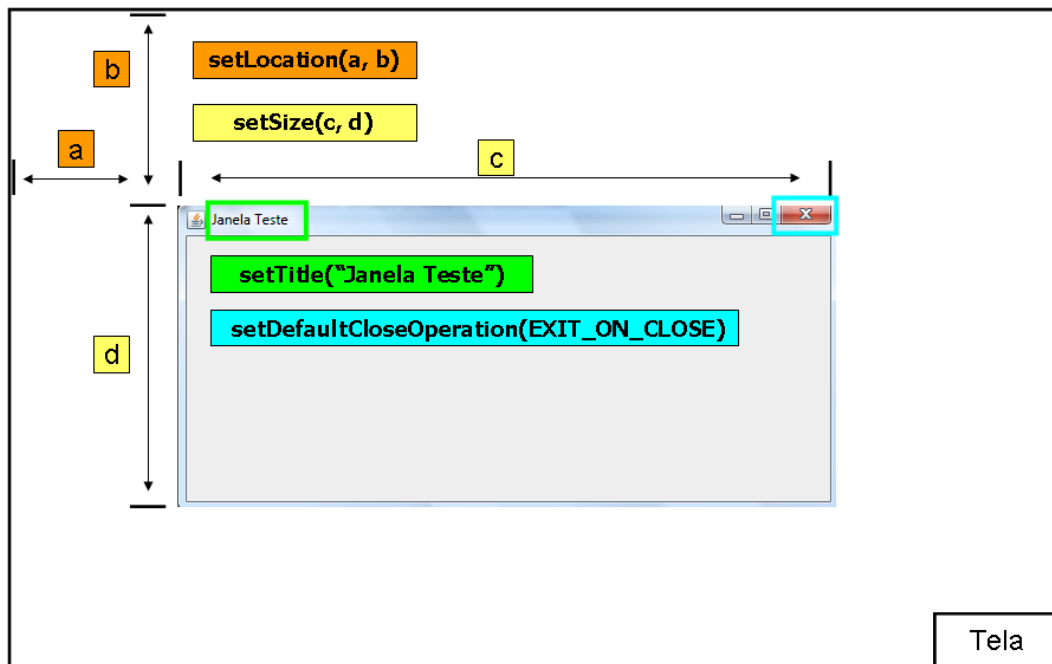 b
setLocation(a, b)
setSize(c, d)
a
c
Janela Teste
setTitle(“Janela Teste”)
setDefaultCloseOperation(EXIT_ON_CLOSE)
d
Tela